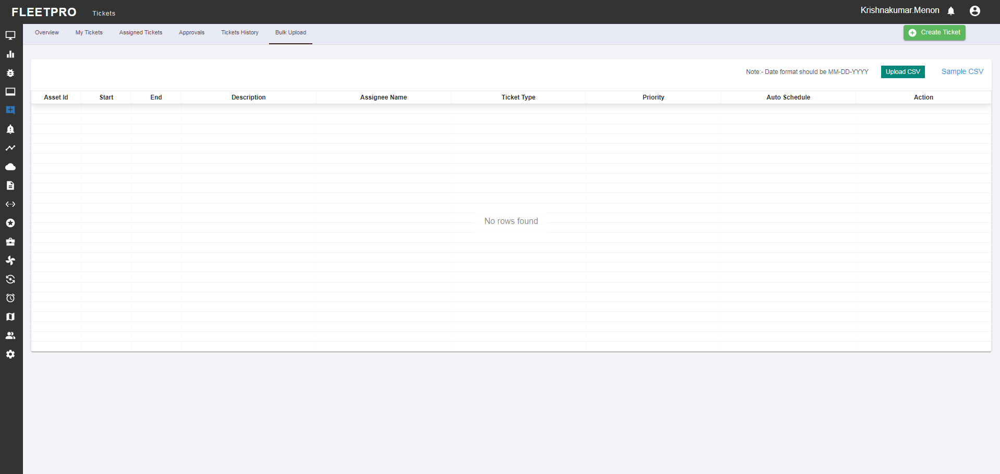 FLEETPRO
Tickets
Krishnakumar.Menon
Overview
My Tickets
Assigned Tickets
Approvals
Tickets History
Bulk Upload
Create Ticket
Note:- Date format should be MM-DD-YYYY
Upload CSV
Sample CSV
Asset Id
Start
End
Description
Assignee Name
Ticket Type
Priority
Auto Schedule
Action
No rows found